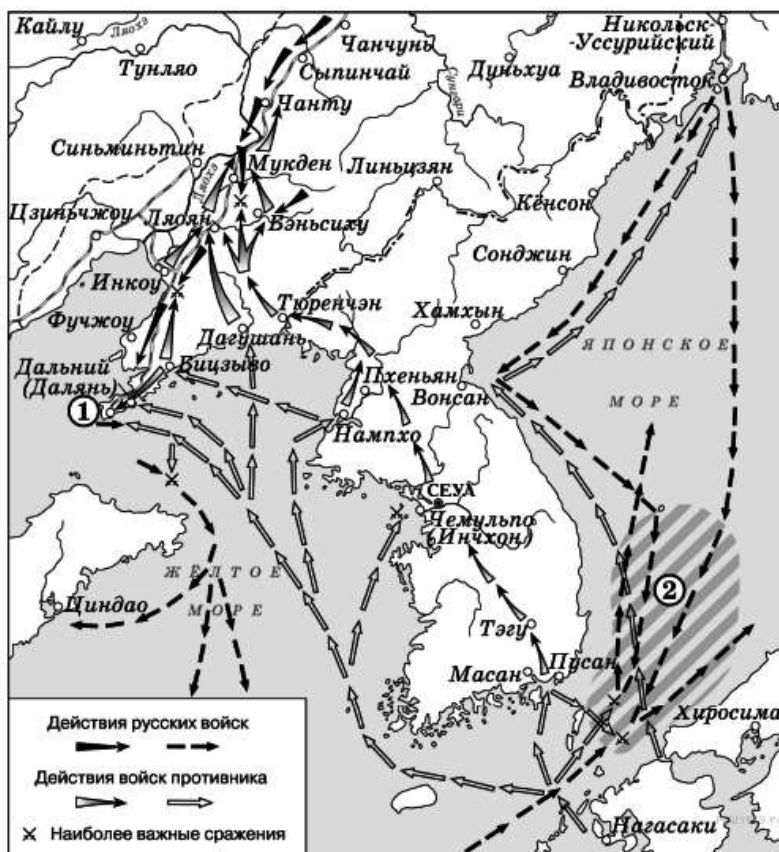 Кайлу
Ляохэ
Тунляо
Чанчунь
Сыпинчай
Сунгари
Дуньхуа
Никольск-
-Уссурийский
Владивосток
Чанту
Синьминьтин
Мукден
Линьцзян
Ляохэ
Кёнсон
Цзиньчжоу
Ляоян
Бэньсиху
Сонджин
Инкоу
Тюренчэн
Хамхын
Фучжоу
Дагушань
ЯПОНСКОЕ
Дальний
(Далянь)
Бицзыво
Пхеньян
Вонсан
1
МОРЕ
Нампхо
СЕУЛ
Чемульпо
(Инчхон)
ЖЁЛТОЕ
2
Циндао
МОРЕ
Тэгу
Масан
Пусан
Хиросима
Действия русских войск
Действия войск противника
Наиболее важные сражения
Нагасаки